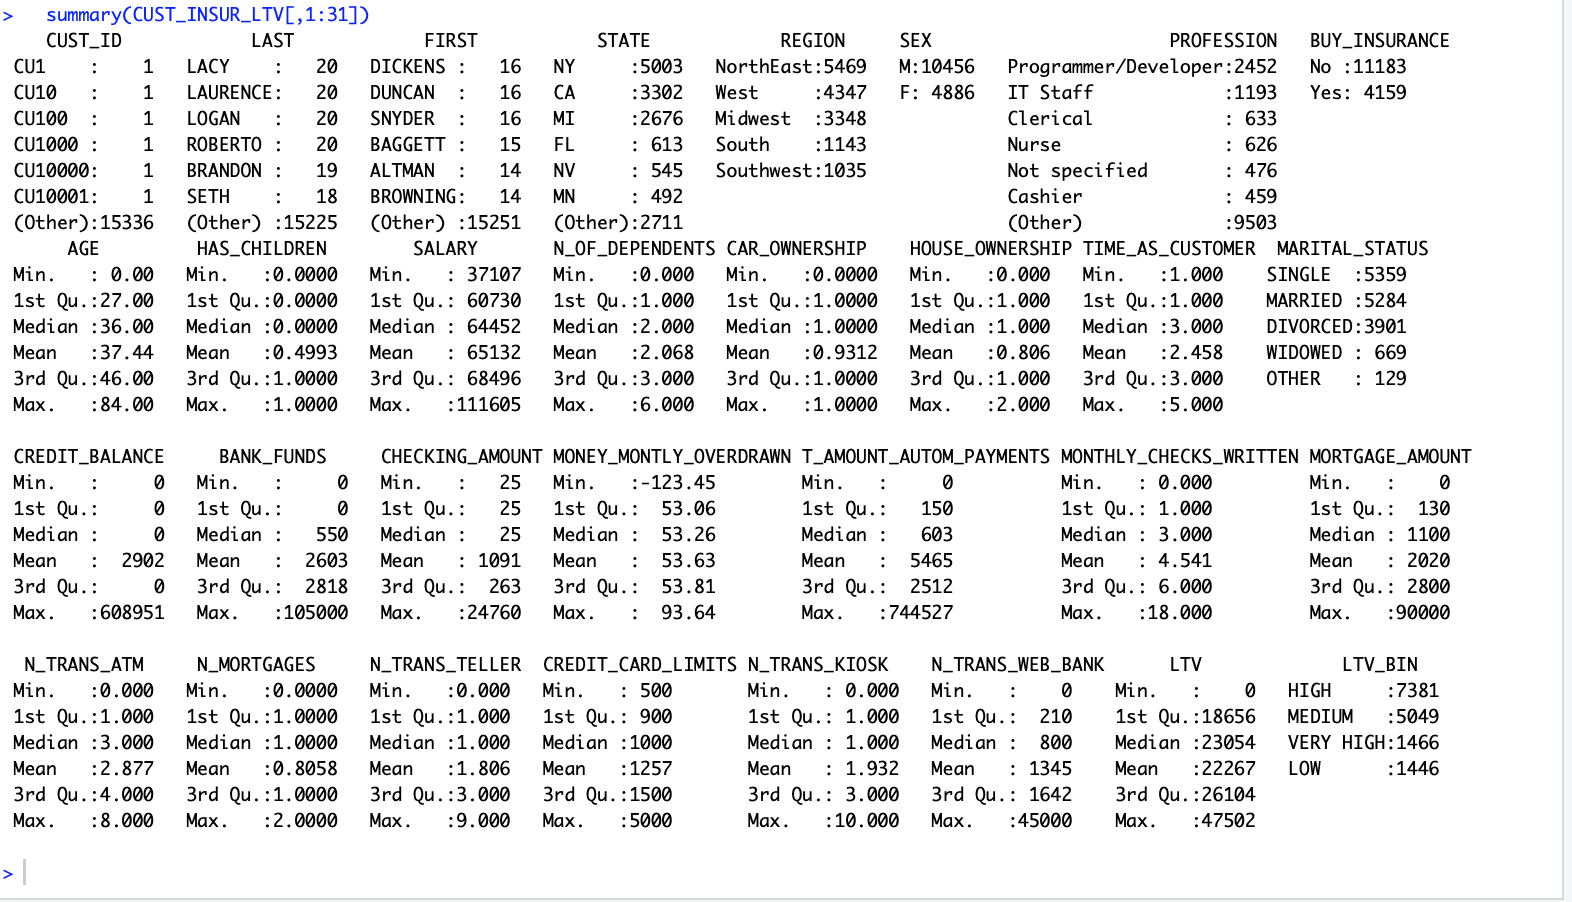 > summary(CUST_INSUR_LTV[,1:31])
CUST_ID LAST FIRST STATE REGION SEX PROFESSION BUY_INSURANCE
CU1 : 1 LACY : 20 DICKENS : 16 NY :5003 NorthEast:5469 M:10456 Programmer/Developer:2452 No :11183
CU10 : 1 LAURENCE: 20 DUNCAN : 16 CA :3302 West :4347 F: 4886 IT Staff :1193 Yes: 4159
CU100 : 1 LOGAN : 20 SNYDER : 16 MI :2676 Midwest :3348 Clerical : 633
CU1000 : 1 ROBERTO : 20 BAGGETT : 15 FL : 613 South :1143 Nurse : 626
CU10000: 1 BRANDON : 19 ALTMAN : 14 NV : 545 Southwest:1035 Not specified : 476
CU10001: 1 SETH : 18 BROWNING: 14 MN : 492 Cashier : 459
(Other):15336 (Other) :15225 (Other) :15251 (Other):2711 (Other) :9503
AGE HAS_CHILDREN SALARY N_OF_DEPENDENTS CAR_OWNERSHIP HOUSE_OWNERSHIP TIME_AS_CUSTOMER MARITAL_STATUS
Min. : 0.00 Min. :0.0000 Min. : 37107 Min. :0.000 Min. :0.0000 Min. :0.000 Min. :1.000 SINGLE :5359
1st Qu.:27.00 1st Qu.:0.0000 1st Qu.: 60730 1st Qu.:1.000 1st Qu.:1.0000 1st Qu.:1.000 1st Qu.:1.000 MARRIED :5284
Median :36.00 Median :0.0000 Median : 64452 Median :2.000 Median :1.0000 Median :1.000 Median :3.000 DIVORCED:3901
Mean :37.44 Mean :0.4993 Mean : 65132 Mean :2.068 Mean :0.9312 Mean :0.806 Mean :2.458 WIDOWED : 669
3rd Qu.:46.00 3rd Qu.:1.0000 3rd Qu.: 68496 3rd Qu.:3.000 3rd Qu.:1.0000 3rd Qu.:1.000 3rd Qu.:3.000 OTHER : 129
Max. :84.00 Max. :1.0000 Max. :111605 Max. :6.000 Max. :1.0000 Max. :2.000 Max. :5.000
CREDIT_BALANCE BANK_FUNDS CHECKING_AMOUNT MONEY_MONTLY_OVERDRAWN T_AMOUNT_AUTOM_PAYMENTS MONTHLY_CHECKS_WRITTEN MORTGAGE_AMOUNT
Min. : 0 Min. : 0 Min. : 25 Min. :-123.45 Min. : 0 Min. : 0.000 Min. : 0
1st Qu.: 0 1st Qu.: 0 1st Qu.: 25 1st Qu.: 53.06 1st Qu.: 150 1st Qu.: 1.000 1st Qu.: 130
Median : 0 Median : 550 Median : 25 Median : 53.26 Median : 603 Median : 3.000 Median : 1100
Mean : 2902 Mean : 2603 Mean : 1091 Mean : 53.63 Mean : 5465 Mean : 4.541 Mean : 2020
3rd Qu.: 0 3rd Qu.: 2818 3rd Qu.: 263 3rd Qu.: 53.81 3rd Qu.: 2512 3rd Qu.: 6.000 3rd Qu.: 2800
Max. :608951 Max. :105000 Max. :24760 Max. : 93.64 Max. :744527 Max. :18.000 Max. :90000
N_TRANS_ATM N_MORTGAGES N_TRANS_TELLER CREDIT_CARD_LIMITS N_TRANS_KIOSK N_TRANS_WEB_BANK LTV LTV_BIN
Min. :0.000 Min. :0.0000 Min. :0.000 Min. : 500 Min. : 0.000 Min. : 0 Min. : 0 HIGH :7381
1st Qu.:1.000 1st Qu.:1.0000 1st Qu.:1.000 1st Qu.: 900 1st Qu.: 1.000 1st Qu.: 210 1st Qu.:18656 MEDIUM :5049
Median :3.000 Median :1.0000 Median :1.000 Median :1000 Median : 1.000 Median : 800 Median :23054 VERY HIGH:1466
Mean :2.877 Mean :0.8058 Mean :1.806 Mean :1257 Mean : 1.932 Mean : 1345 Mean :22267 LOW :1446
3rd Qu.:4.000 3rd Qu.:1.0000 3rd Qu.:3.000 3rd Qu.:1500 3rd Qu.: 3.000 3rd Qu.: 1642 3rd Qu.:26104
Max. :8.000 Max. :2.0000 Max. :9.000 Max. :5000 Max. :10.000 Max. :45000 Max. :47502
>